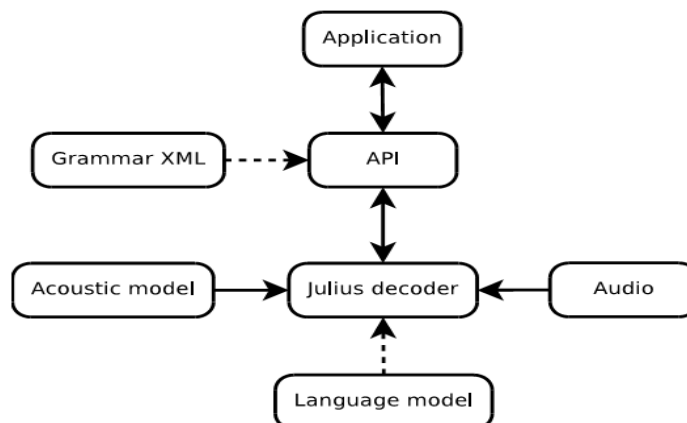 Application
Grammar XML
API
Acoustic model
Julius decoder
Audio
Language model